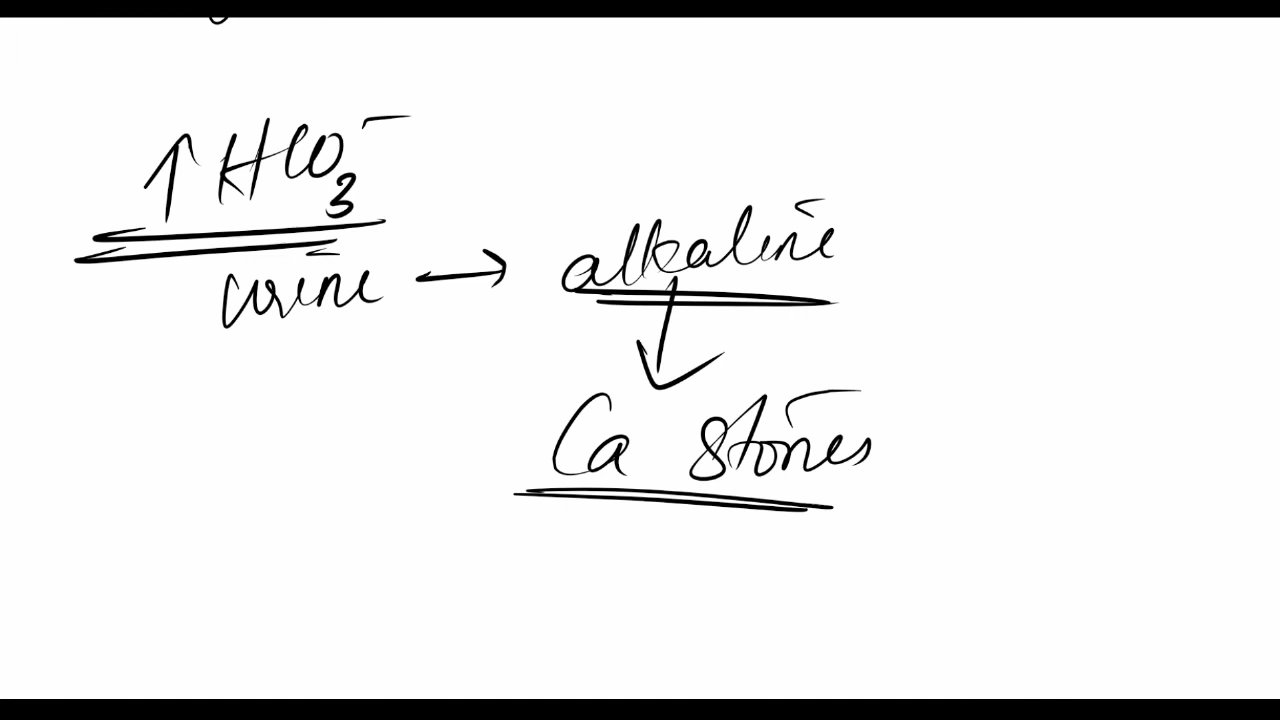 ↑ HCO3-
urine → alkaline
↓
Ca stones